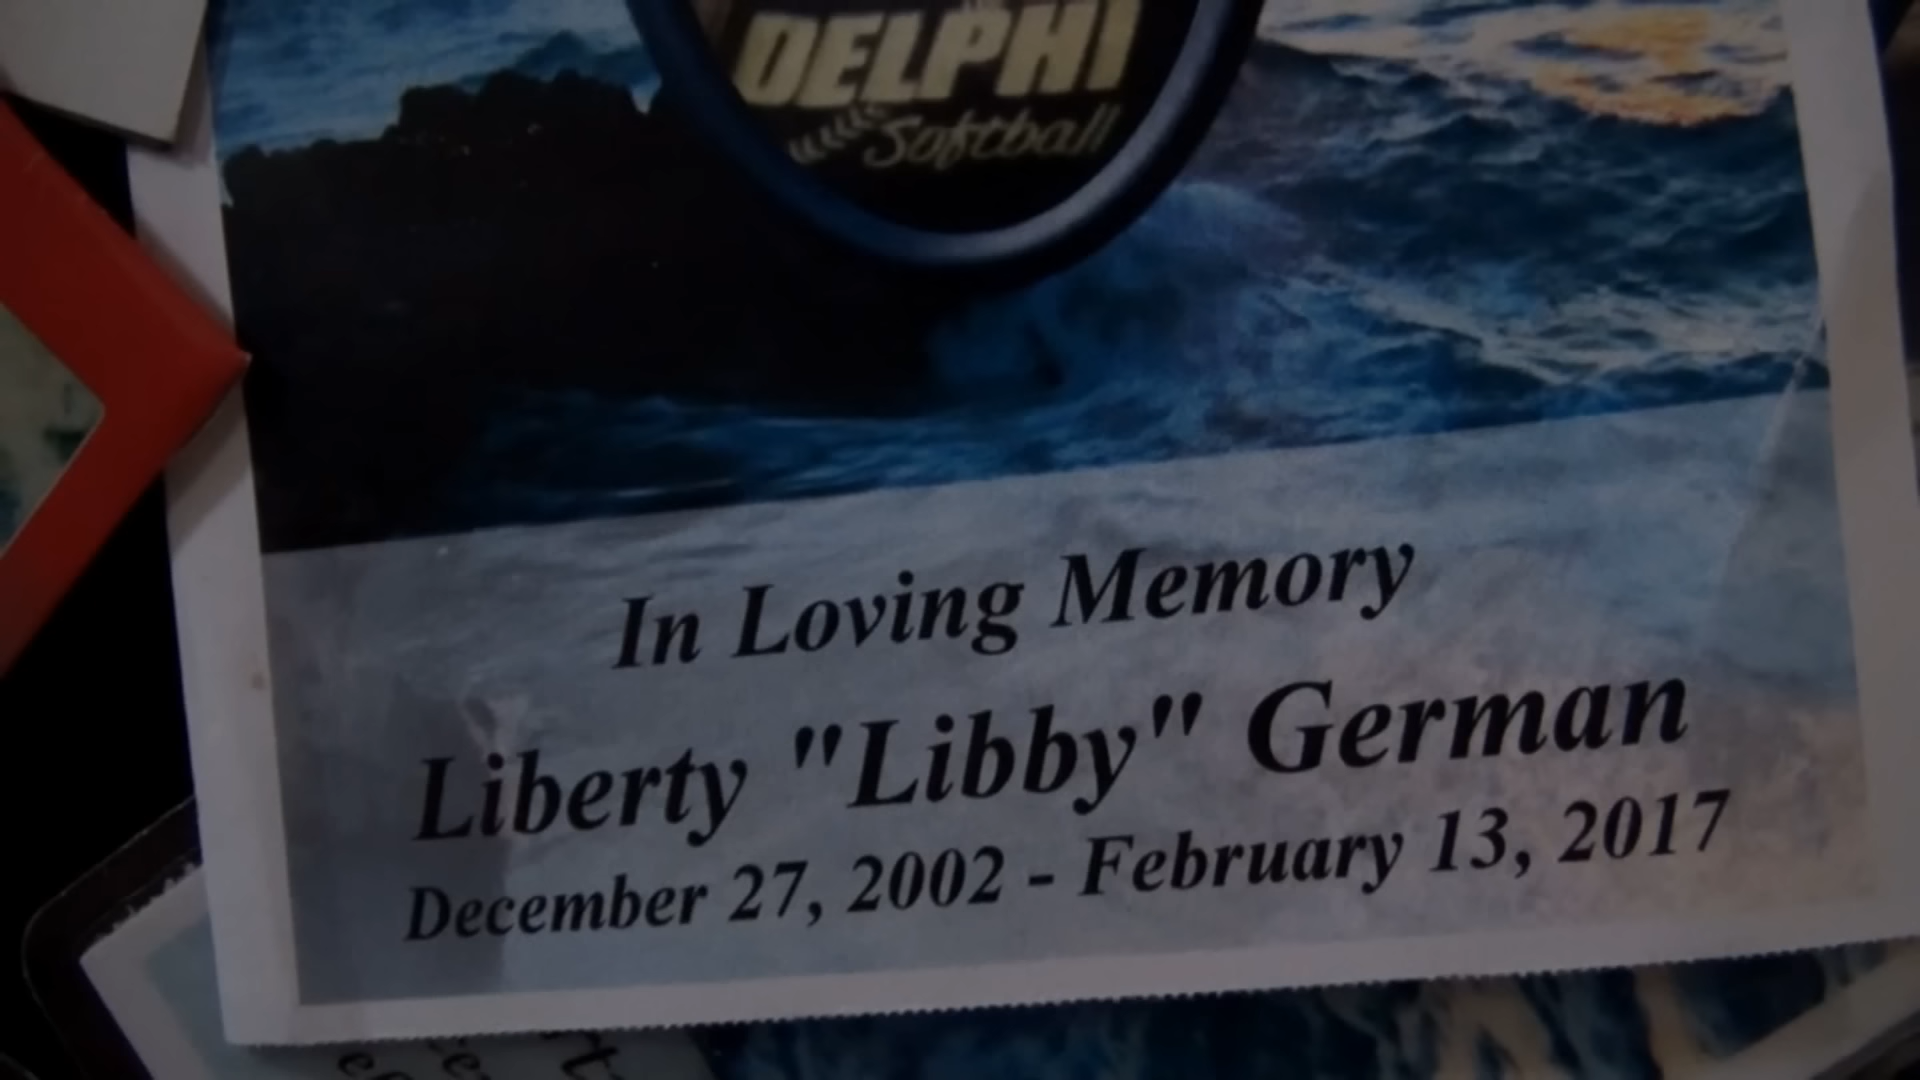 DELPHI
Softball
In Loving Memory
Liberty "Libby" German
December 27, 2002 - February 13, 2017